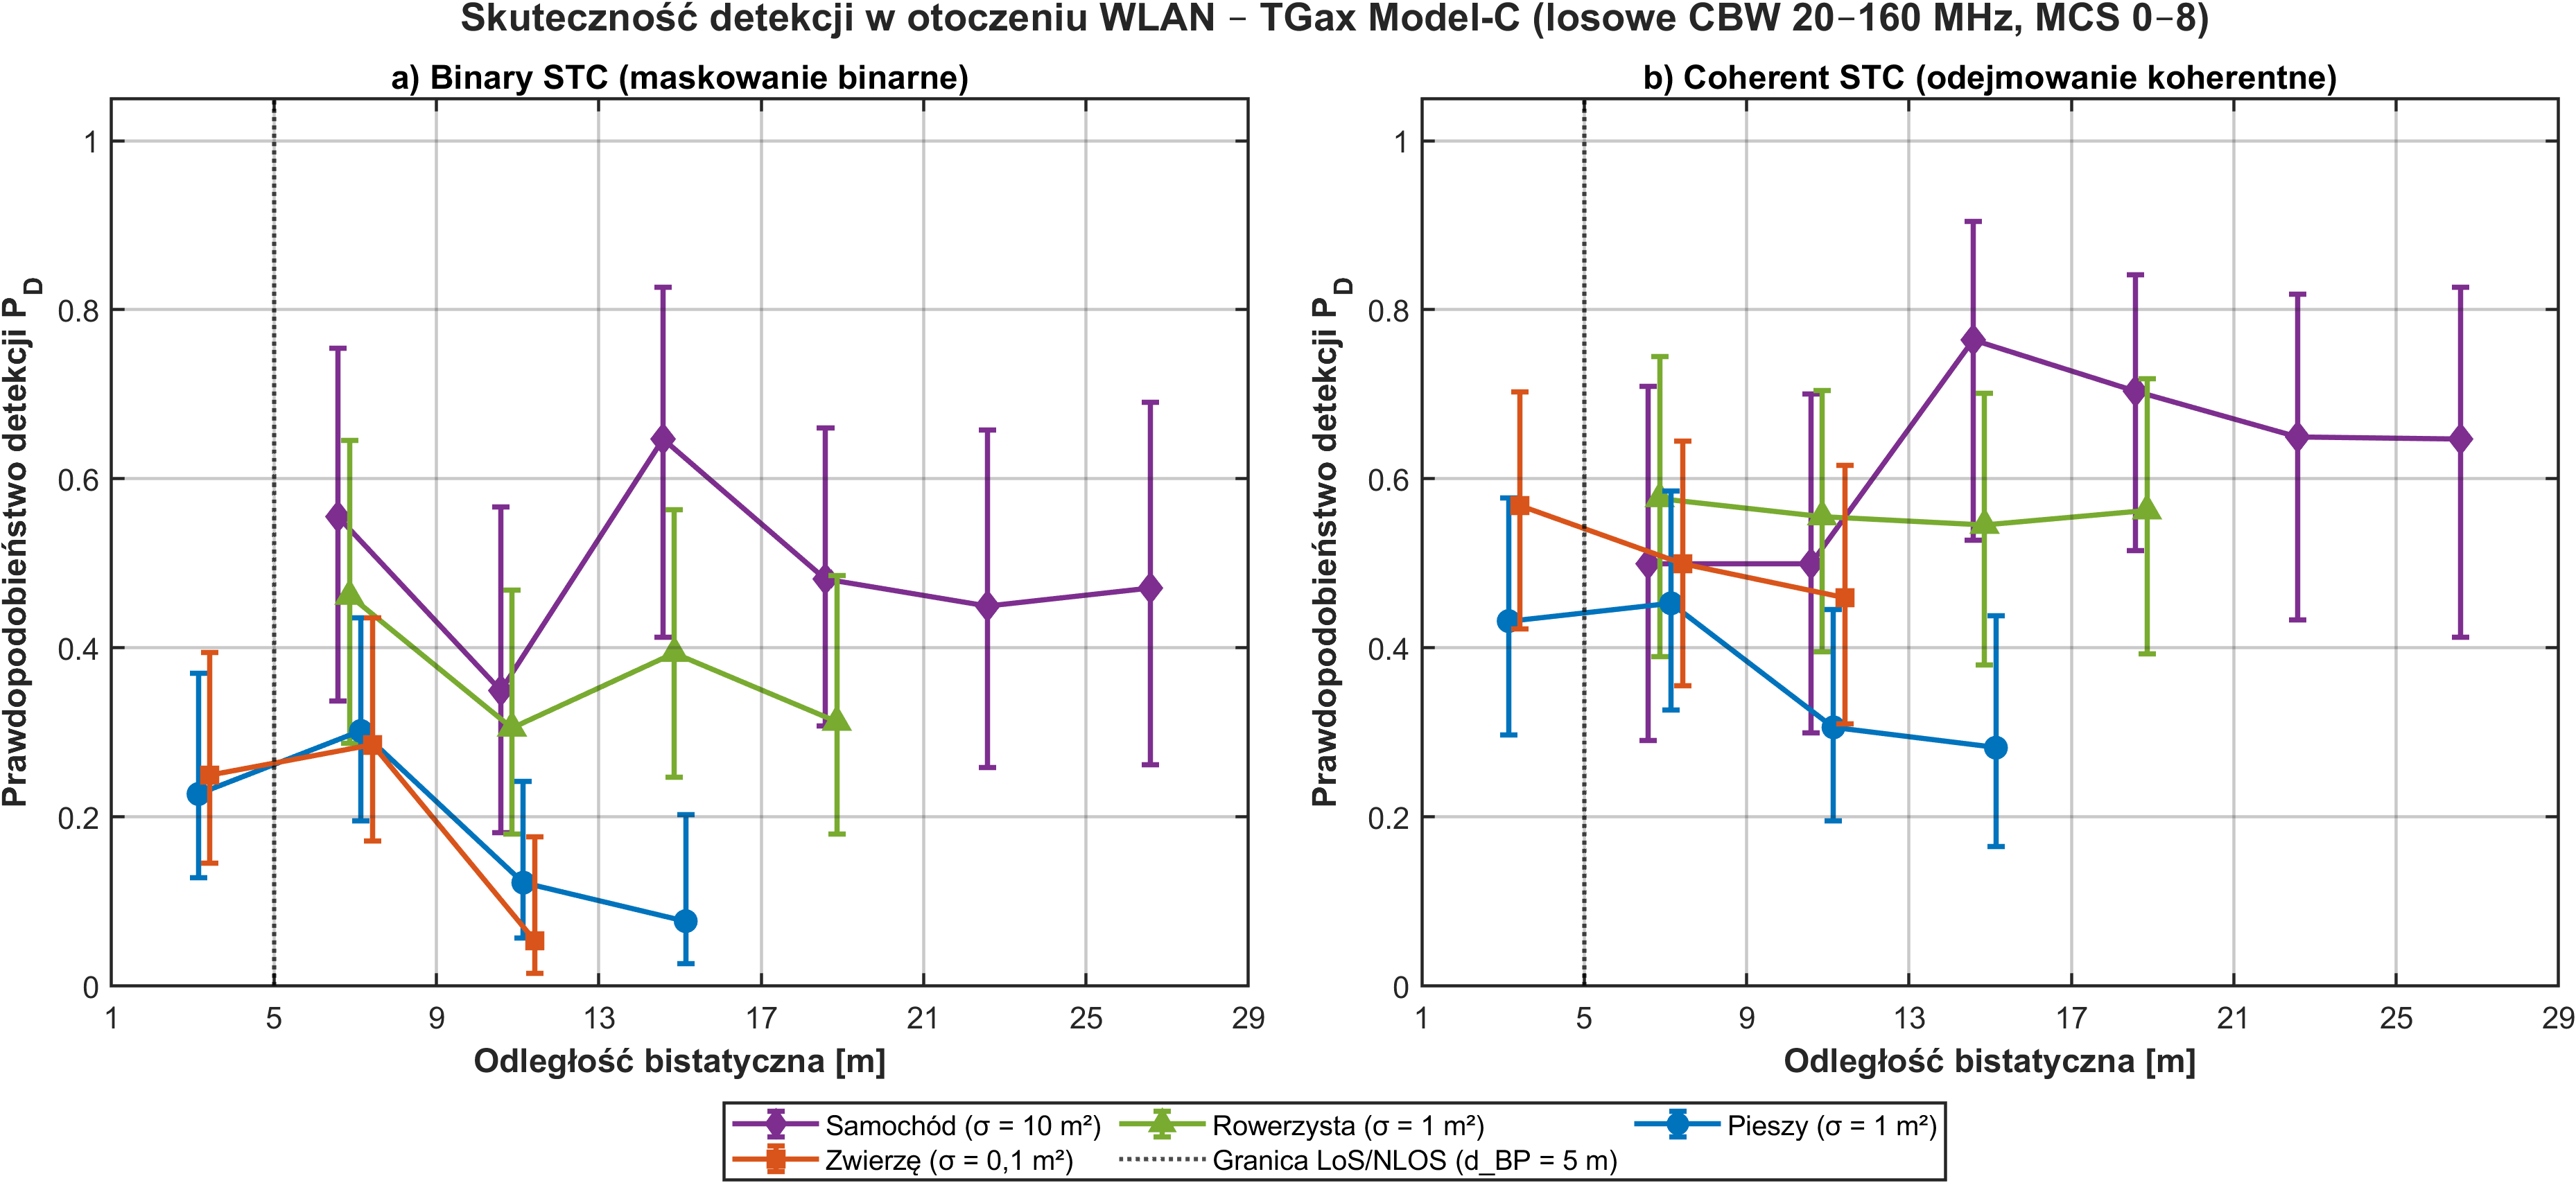 Skuteczność detekcji w otoczeniu WLAN – TGax Model-C (losowe CBW 20–160 MHz, MCS 0–8)
a) Binary STC (maskowanie binarne)
Prawdopodobieństwo detekcji P_D
1
0.8
0.6
0.4
0.2
0
1 5 9 13 17 21 25 29
Odległość bistatyczna [m]
b) Coherent STC (odejmowanie koherentne)
Prawdopodobieństwo detekcji P_D
1
0.8
0.6
0.4
0.2
0
1 5 9 13 17 21 25 29
Odległość bistatyczna [m]
Samochód (σ = 10 m²) Rowerzysta (σ = 1 m²) Pieszy (σ = 1 m²)
Zwierzę (σ = 0,1 m²) Granica LoS/NLOS (d_BP = 5 m)